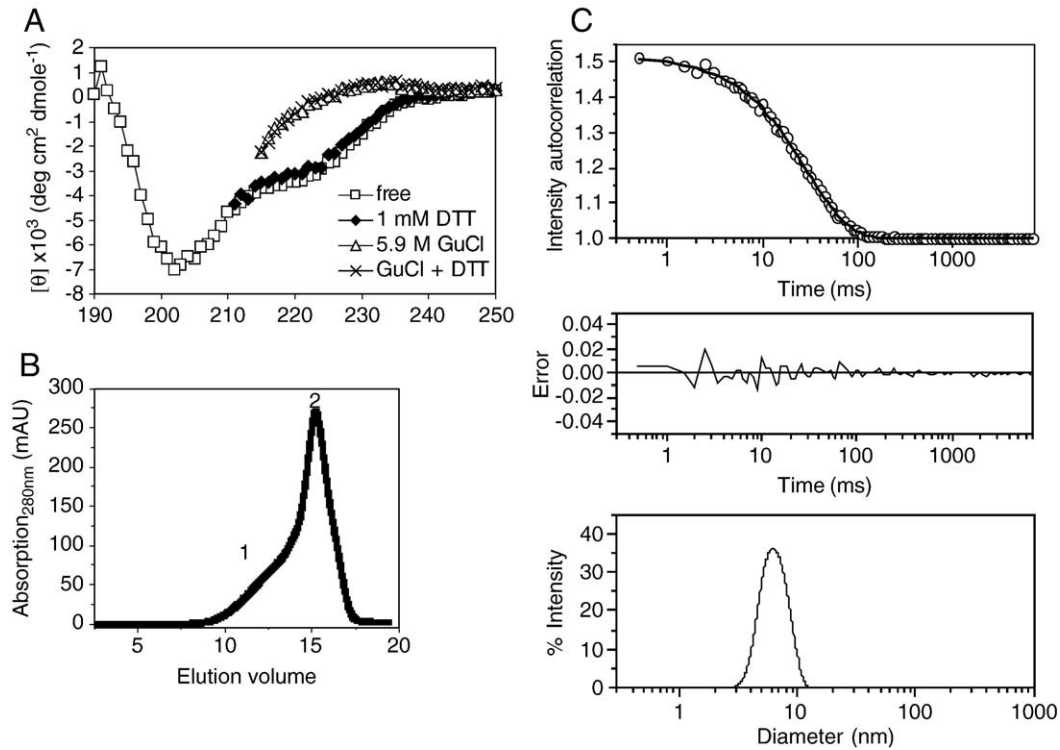 A
2
1
0
-1
-2
-3
-4
-5
-6
-7
-8
[θ] x10³ (deg cm² dmole⁻¹)
free
1 mM DTT
5.9 M GuCl
GuCl + DTT
190 200 210 220 230 240 250
B
300
250
200
150
100
50
0
Absorption₂₈₀nm (mAU)
1
2
5 10 15 20
Elution volume
C
1.5
1.4
1.3
1.2
1.1
1.0
Intensity autocorrelation
1 10 100 1000
Time (ms)
0.04
0.02
0.00
-0.02
-0.04
Error
1 10 100 1000
Time (ms)
40
30
20
10
0
% Intensity
1 10 100 1000
Diameter (nm)